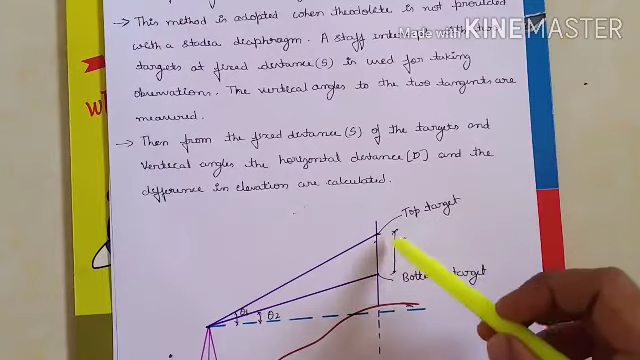 → This method is adopted when theodolite is not provided
with a stadia diaphragm. A staff
targets at fixed distance (S) is used for taking
observations. The vertical angles to the two tangents are
measured.
→ Then from the fixed distance (S) of the targets and
vertical angles the horizontal distance [D] and the
difference in elevation are calculated.
Top target
target
θ1
θ2
Made with KINEMASTER